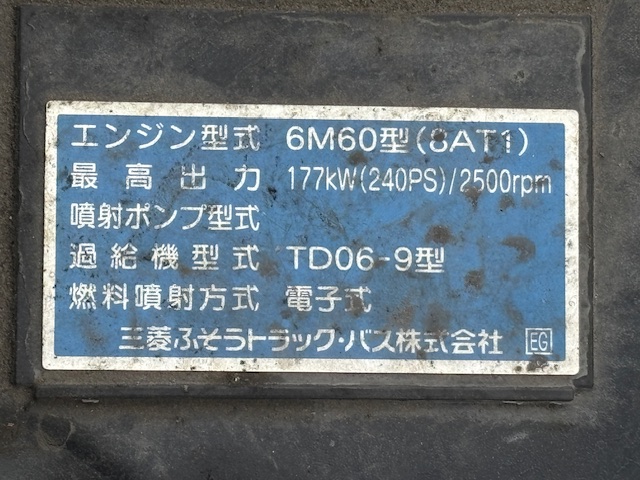 エンジン型式 6M60型(8AT1)
最高出力 177kW(240PS)/2500rpm
噴射ポンプ型式
過給機型式 TD06-9型
燃料噴射方式 電子式
三菱ふそうトラック・バス株式会社 EG